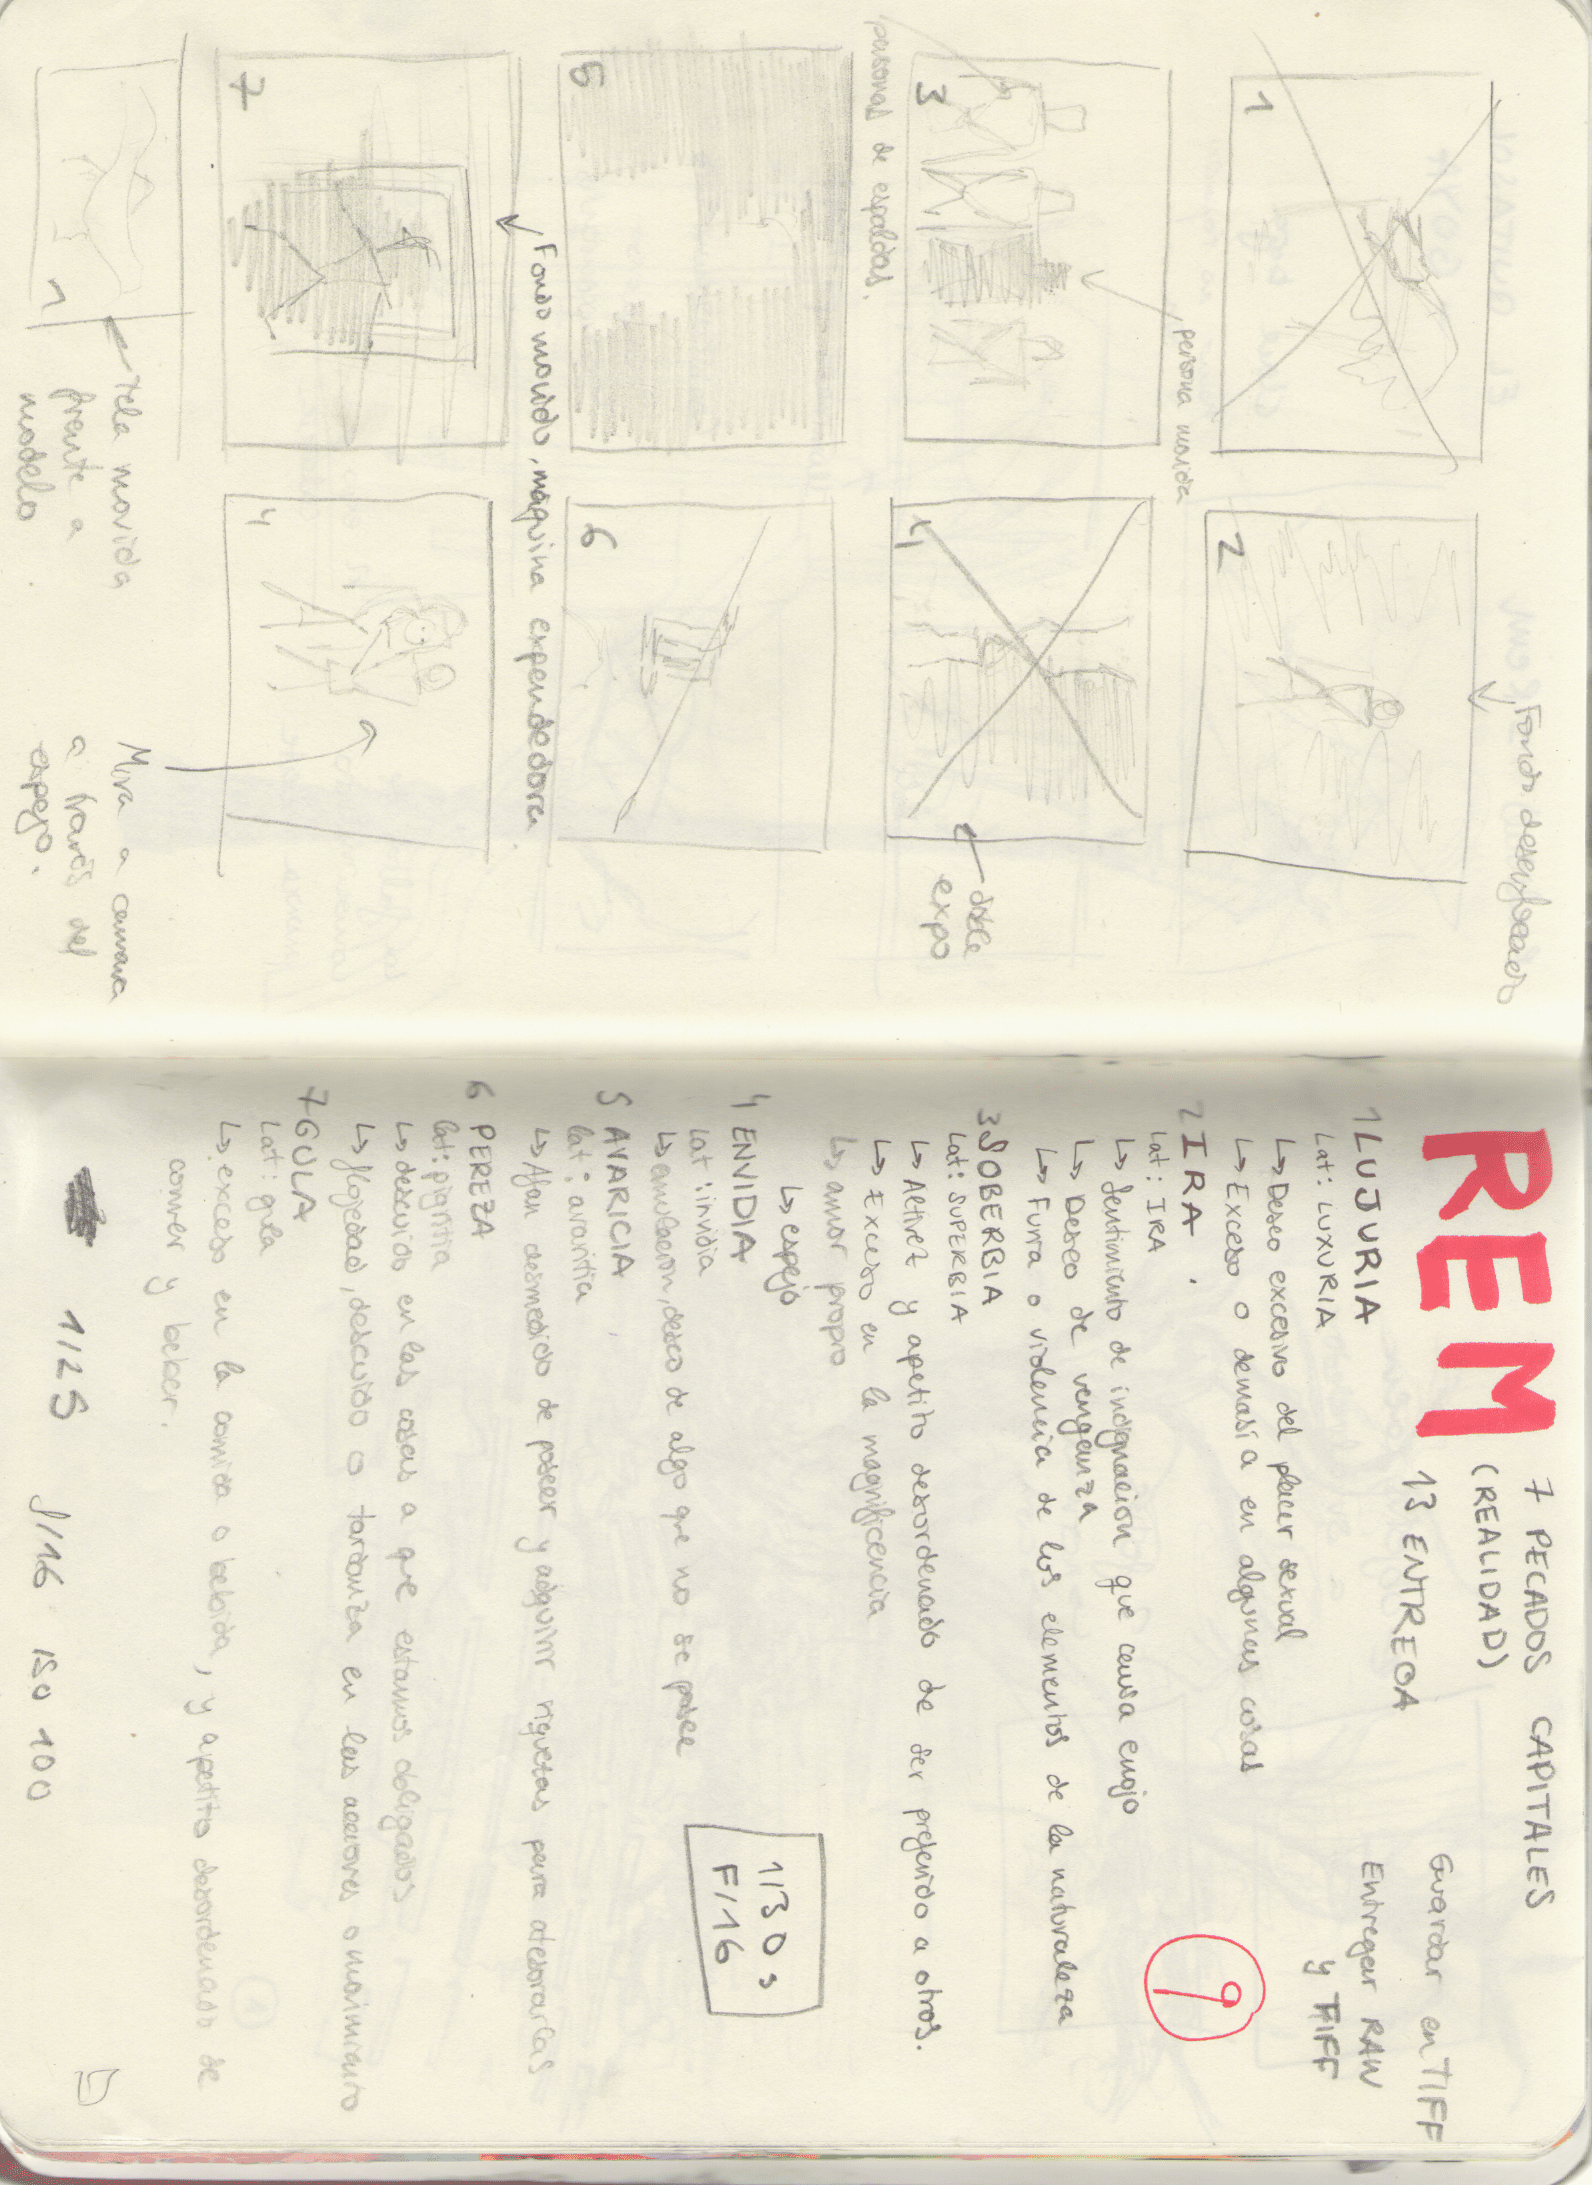 1
2
Fondo desenfocado
3
persona movida
personas de espaldas.
4
doble
expo
5
6
7
Fondo movido, máquina expendedora.
4
Mira a camara
a través del
espejo.
1
Tela movida
frente a
modelo
REM
7 PECADOS CAPITALES
(REALIDAD)
13 ENTREGA
Guardar en TIFF
Entregar RAW
y TIFF
9
1 LUJURIA
Lat: LUXURIA
↳ Deseo excesivo del placer sexual
↳ Exceso o demasía en algunas cosas
2 IRA.
Lat: IRA
↳ Sentimiento de indignación que causa enojo
↳ Deseo de venganza
↳ Furia o violencia de los elementos de la naturaleza
3 SOBERBIA
Lat: SUPERBIA
↳ Altivez y apetito desordenado de ser preferido a otros.
↳ Exceso en la magnificencia
↳ amor propio
↳ espejo
4 ENVIDIA
Lat: invidia
↳ emulacion, deseo de algo que no se posee
1/30 s
F/16
5 AVARICIA
lat: avaritia
↳ Afan desmedido de poseer y adquirir riquezas para atesorarlas
6 PEREZA
lat: pigritia
↳ descuido en las cosas a que estamos obligados
↳ flojedad, descuido o tardanza en las acciones o movimiento
7 GULA
Lat: gula
↳ exceso en la comida o bebida, y apetito desordenado de
comer y beber.
1/25 f/16 ISO 100